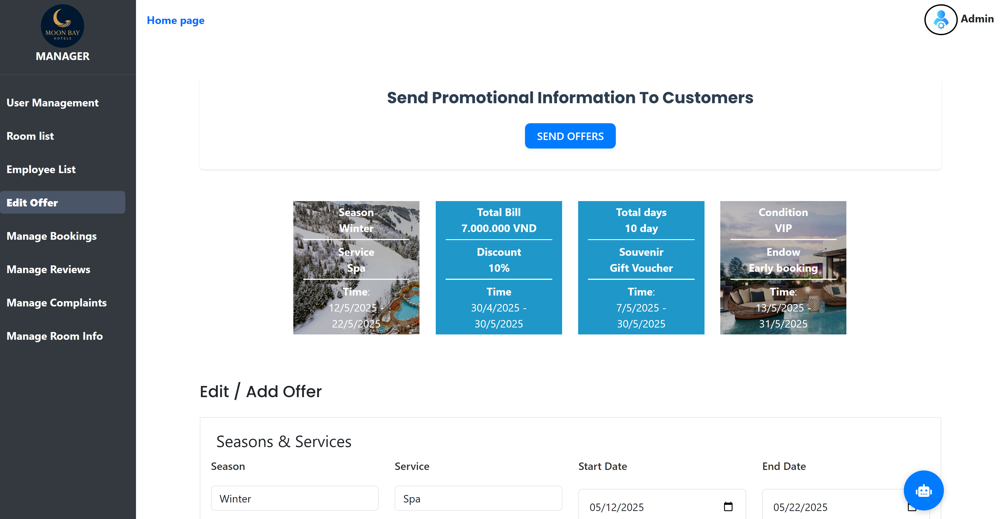 MOON BAY
HOTELS
MANAGER
User Management
Room list
Employee List
Edit Offer
Manage Bookings
Manage Reviews
Manage Complaints
Manage Room Info
Home page
Admin
Send Promotional Information To Customers
SEND OFFERS
Season
Winter
Service
Spa
Time:
12/5/2025 -
22/5/2025
Total Bill
7.000.000 VND
Discount
10%
Time
30/4/2025 -
30/5/2025
Total days
10 day
Souvenir
Gift Voucher
Time:
7/5/2025 -
30/5/2025
Condition
VIP
Endow
Early booking
Time:
13/5/2025 -
31/5/2025
Edit / Add Offer
Seasons & Services
Season
Service
Start Date
End Date
Winter
Spa
05/12/2025
05/22/2025